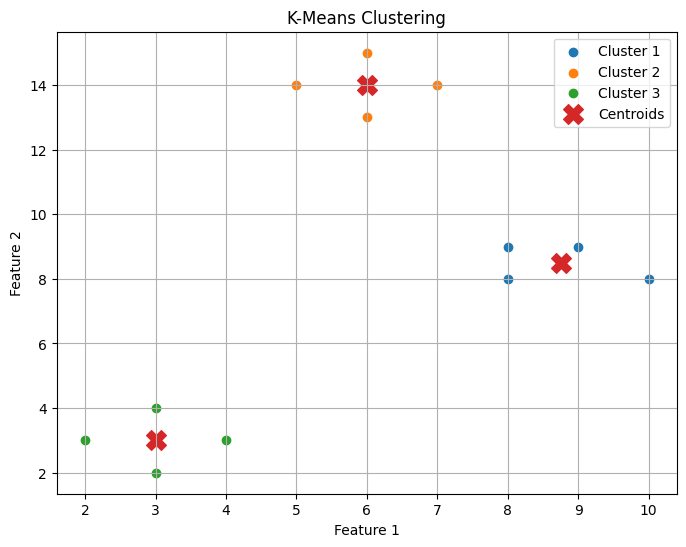 K-Means Clustering
Cluster 1
Cluster 2
Cluster 3
Centroids
Feature 2
14
12
10
8
6
4
2
2 3 4 5 6 7 8 9 10
Feature 1